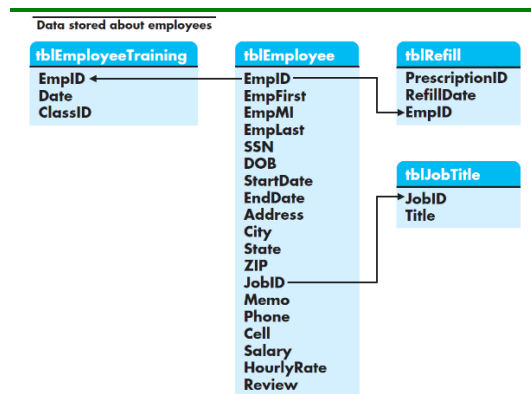 Data stored about employees
tblEmployeeTraining
EmpID
Date
ClassID
tblEmployee
EmpID
EmpFirst
EmpMI
EmpLast
SSN
DOB
StartDate
EndDate
Address
City
State
ZIP
JobID
Memo
Phone
Cell
Salary
HourlyRate
Review
tblRefill
PrescriptionID
RefillDate
EmpID
tblJobTitle
JobID
Title